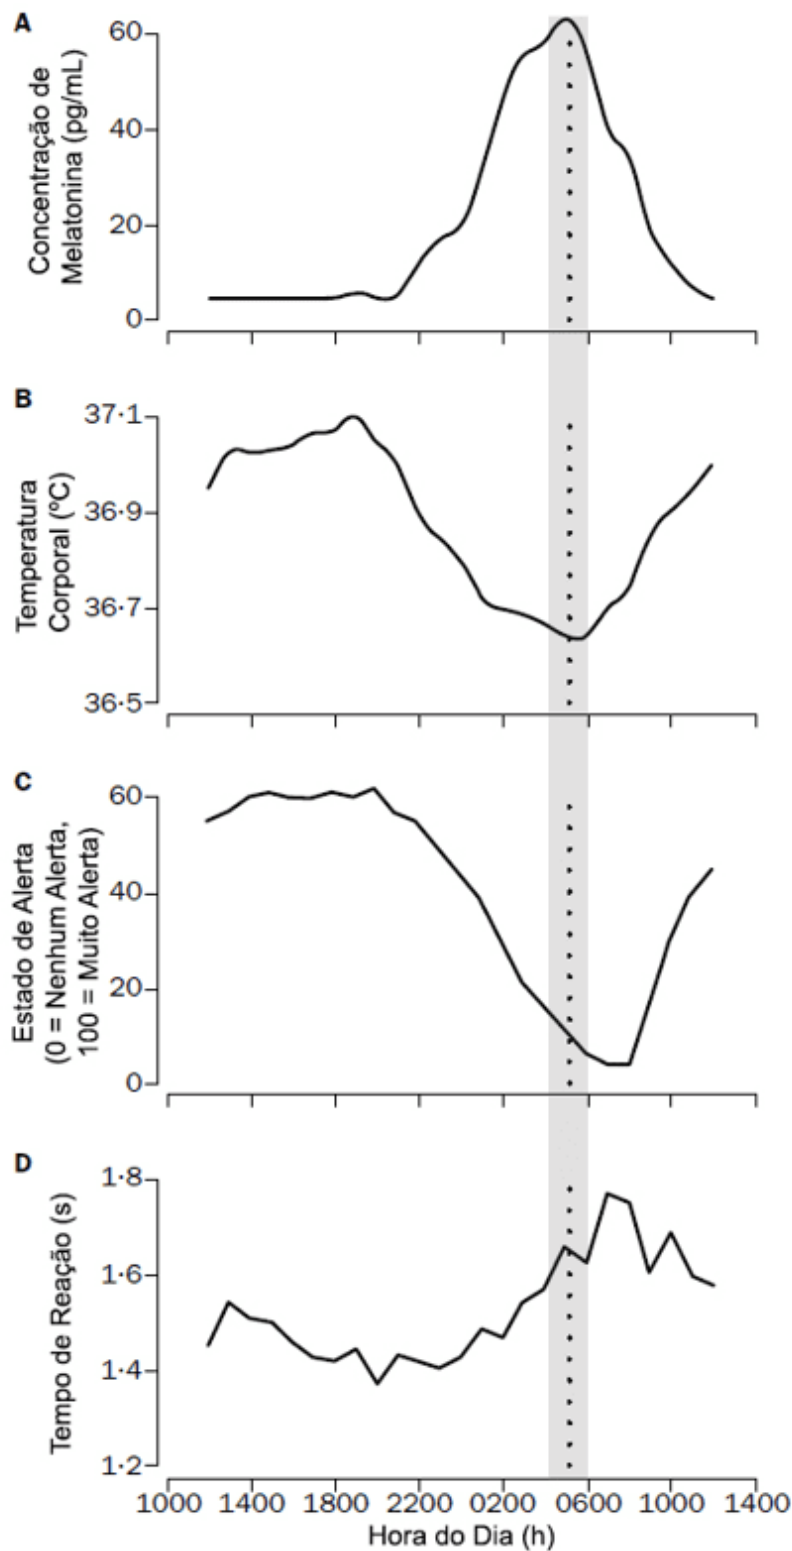 A
Concentração de
Melatonina (pg/mL)
60
40
20
0
B
Temperatura
Corporal (ºC)
37·1
36·9
36·7
36·5
C
Estado de Alerta
(0 = Nenhum Alerta,
100 = Muito Alerta)
60
40
20
0
D
Tempo de Reação (s)
1·8
1·6
1·4
1·2
1000 1400 1800 2200 0200 0600 1000 1400
Hora do Dia (h)